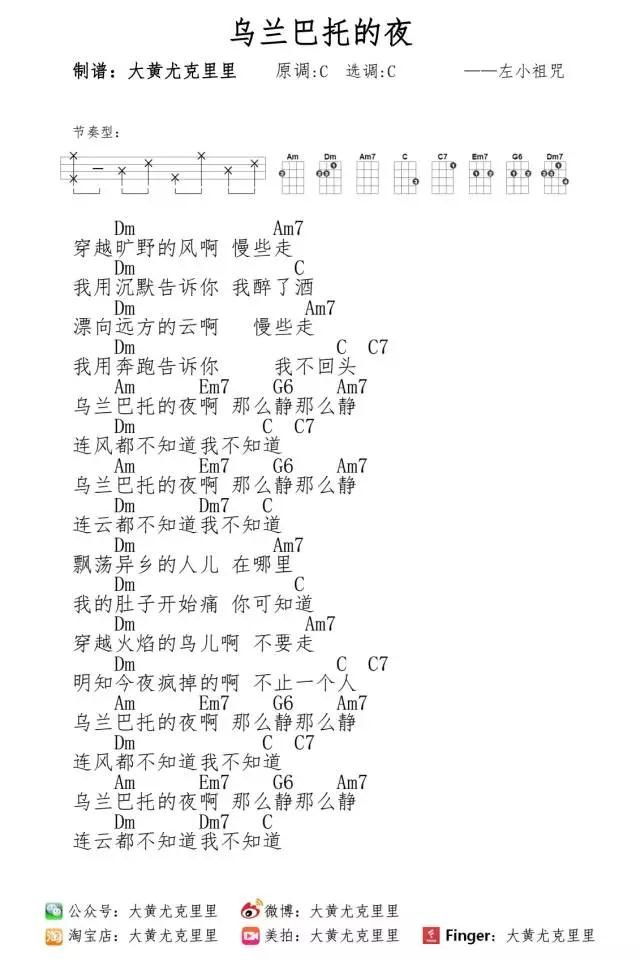 乌兰巴托的夜
制谱：大黄尤克里里 原调:C 选调:C ——左小祖咒
节奏型：
Am Dm Am7 C C7 Em7 G6 Dm7
Dm Am7
穿越旷野的风啊 慢些走
Dm C
我用沉默告诉你 我醉了酒
Dm Am7
漂向远方的云啊 慢些走
Dm C C7
我用奔跑告诉你 我不回头
Am Em7 G6 Am7
乌兰巴托的夜啊 那么静那么静
Dm C C7
连风都不知道我不知道
Am Em7 G6 Am7
乌兰巴托的夜啊 那么静那么静
Dm Dm7 C
连云都不知道我不知道
Dm Am7
飘荡异乡的人儿 在哪里
Dm C
我的肚子开始痛 你可知道
Dm Am7
穿越火焰的鸟儿啊 不要走
Dm C C7
明知今夜疯掉的啊 不止一个人
Am Em7 G6 Am7
乌兰巴托的夜啊 那么静那么静
Dm C C7
连风都不知道我不知道
Am Em7 G6 Am7
乌兰巴托的夜啊 那么静那么静
Dm Dm7 C
连云都不知道我不知道
公众号：大黄尤克里里 微博：大黄尤克里里
淘宝店：大黄尤克里里 美拍：大黄尤克里里 Finger：大黄尤克里里